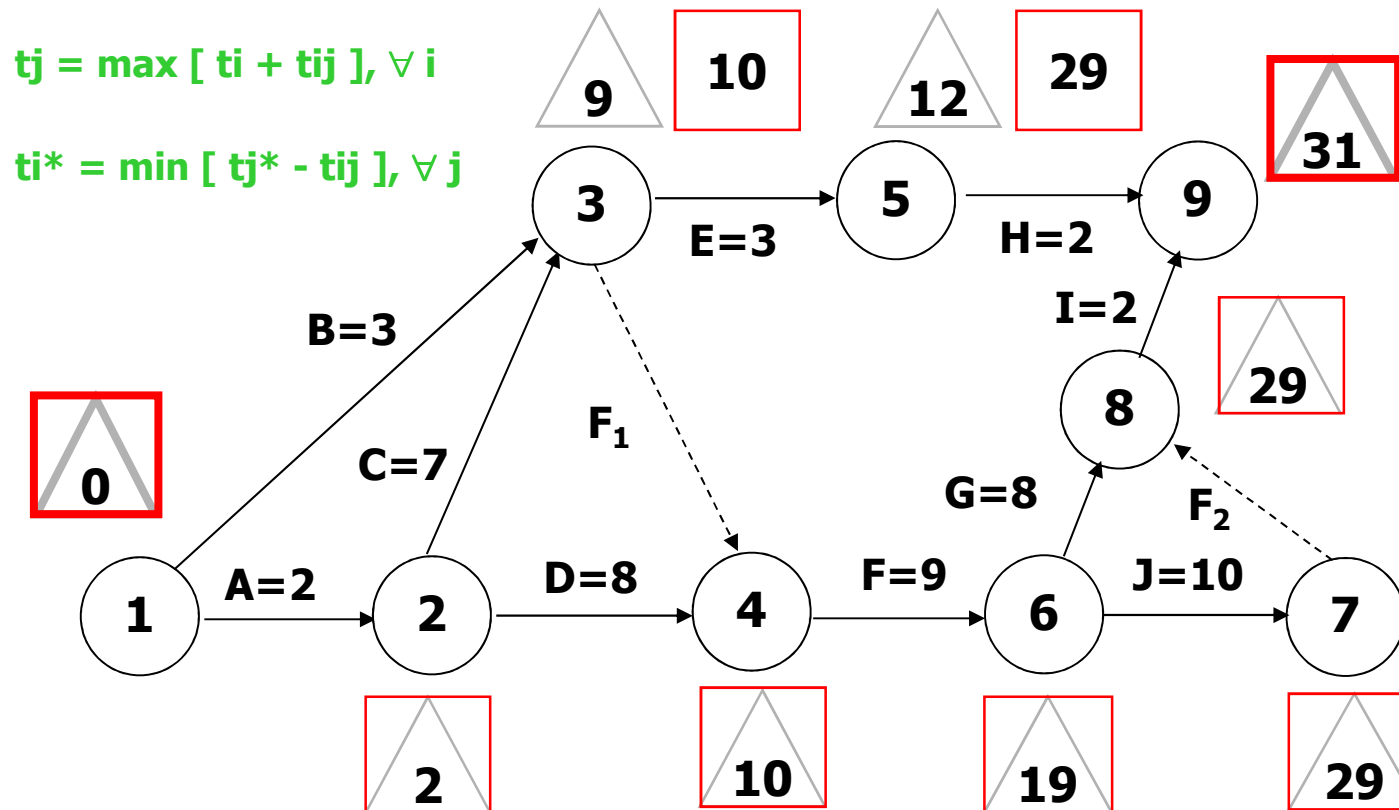 tj = max [ ti + tij ], ∀ i
ti* = min [ tj* - tij ], ∀ j
9
10
12
29
31
3
E=3
5
H=2
9
B=3
I=2
29
0
C=7
F₁
8
G=8
F₂
1
A=2
2
D=8
4
F=9
6
J=10
7
2
10
19
29